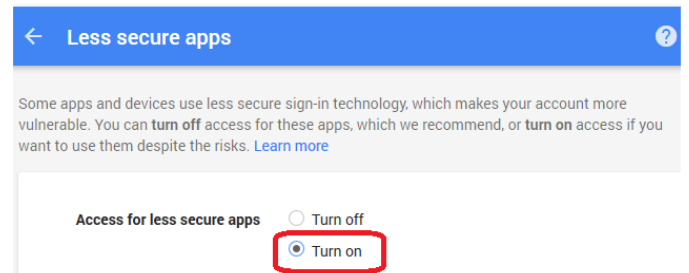 Less secure apps
Some apps and devices use less secure sign-in technology, which makes your account more
vulnerable. You can turn off access for these apps, which we recommend, or turn on access if you
want to use them despite the risks. Learn more
Access for less secure apps Turn off
Turn on